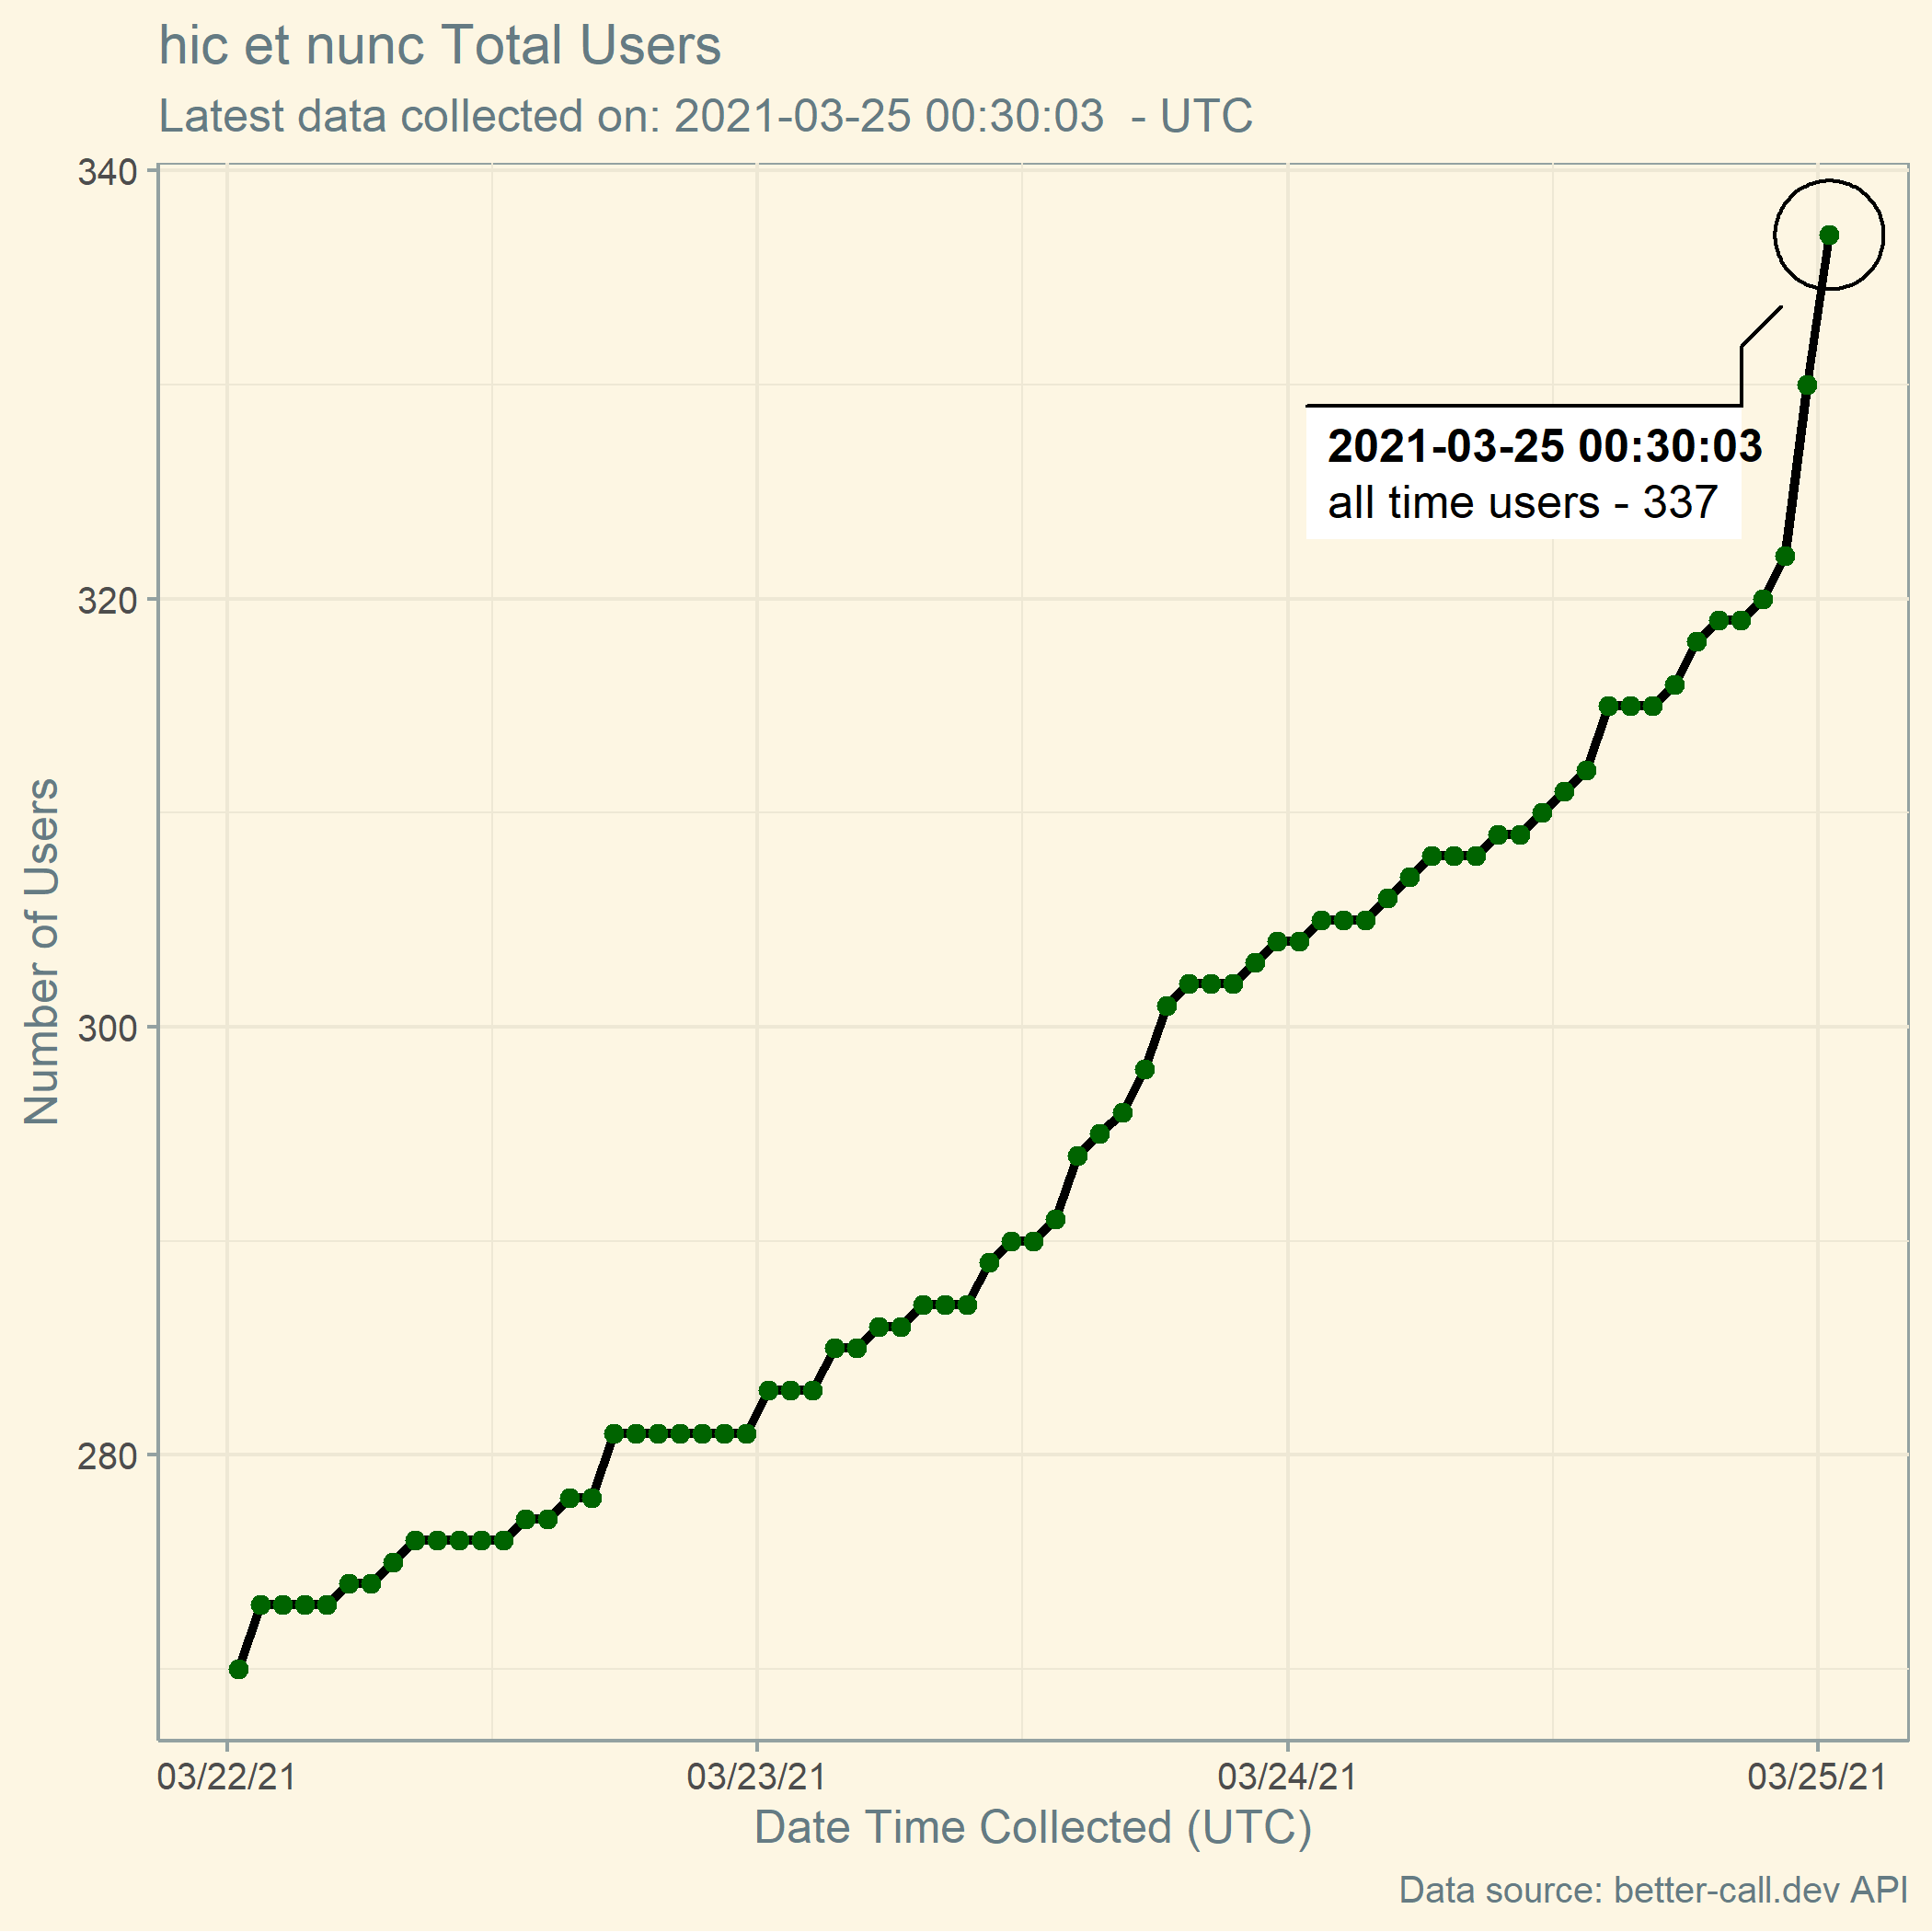 hic et nunc Total Users
Latest data collected on: 2021-03-25 00:30:03  - UTC
340
320
300
280
Number of Users
2021-03-25 00:30:03
all time users - 337
03/22/21
03/23/21
03/24/21
03/25/21
Date Time Collected (UTC)
Data source: better-call.dev API